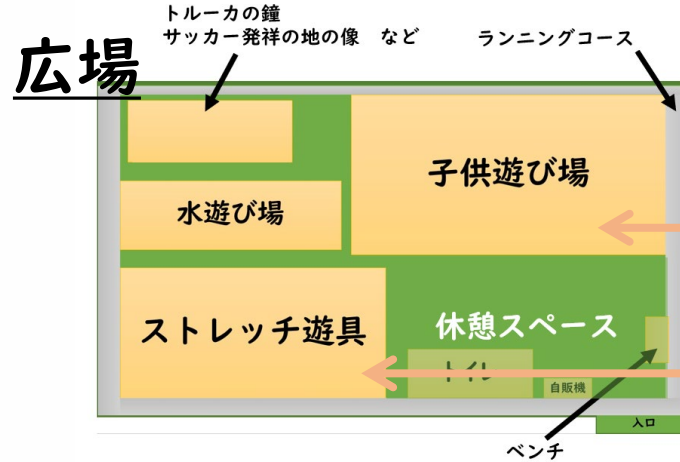 トルーカの鐘
サッカー発祥の地の像　など
ランニングコース
広場
子供遊び場
水遊び場
ストレッチ遊具
休憩スペース
トイレ
自販機
入口
ベンチ